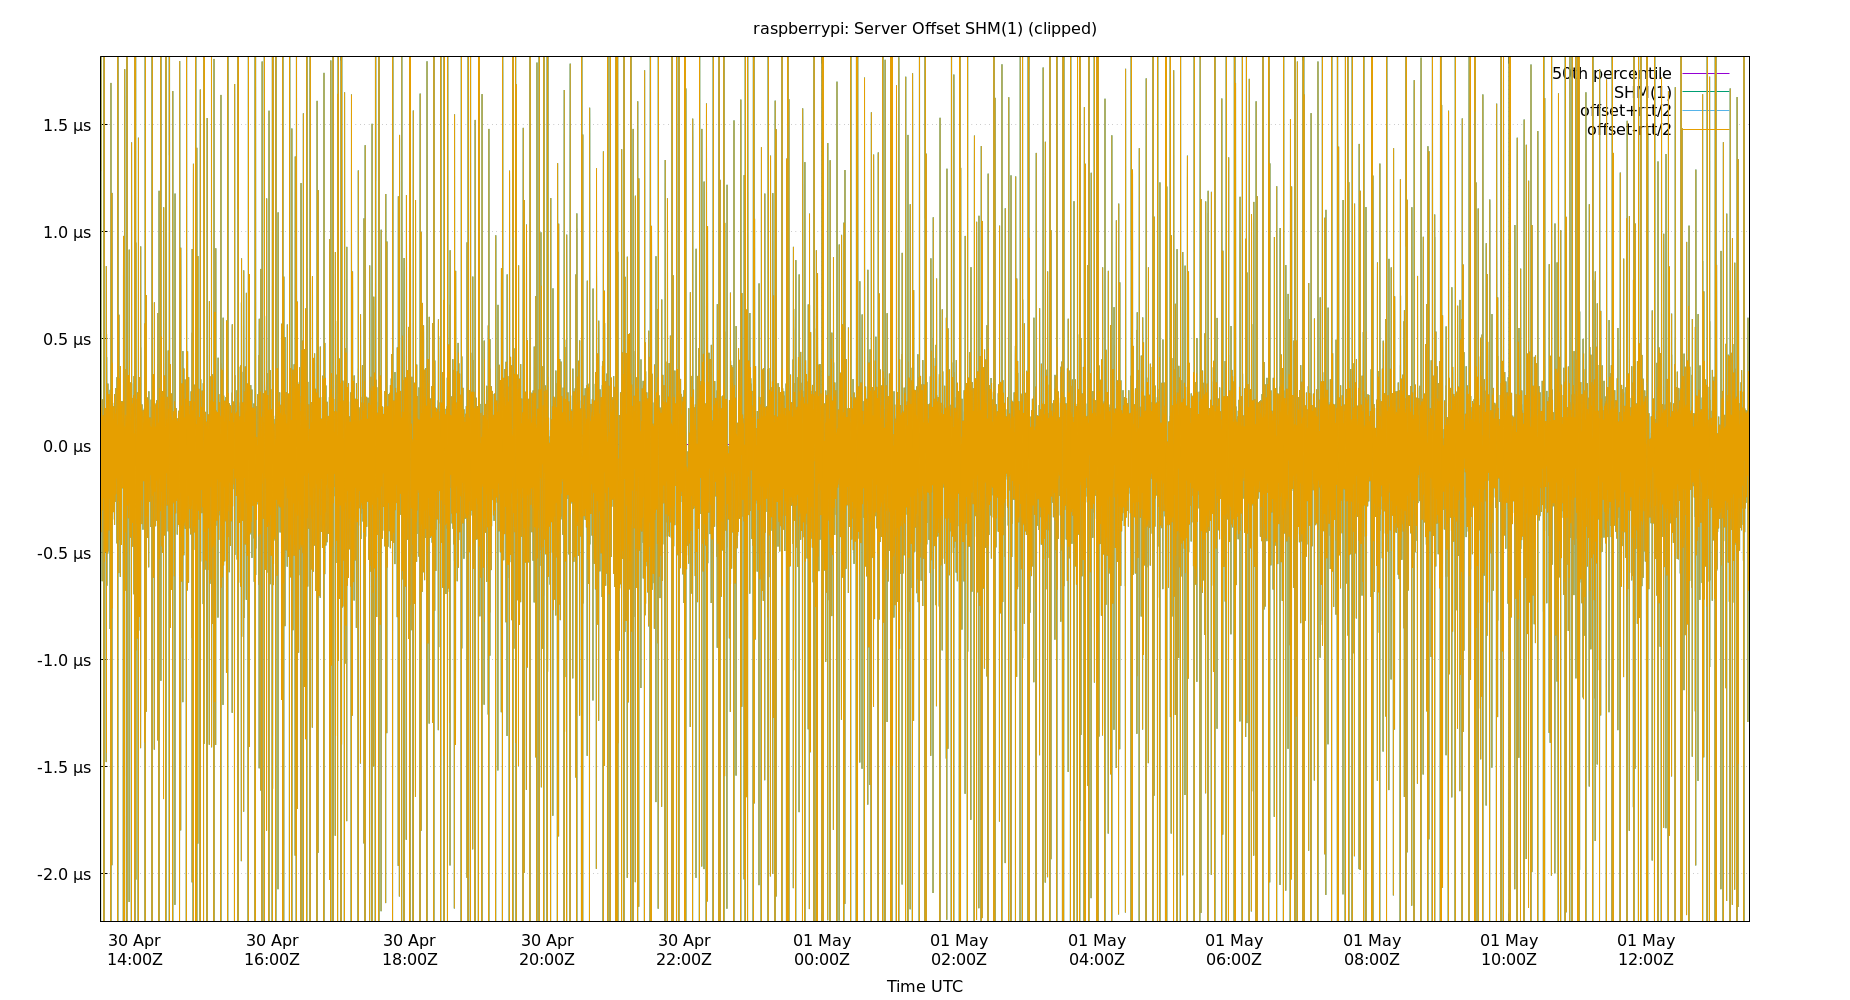 raspberrypi: Server Offset SHM(1) (clipped)
50th percentile
SHM(1)
offset+rtt/2
offset-rtt/2
1.5 µs
1.0 µs
0.5 µs
0.0 µs
-0.5 µs
-1.0 µs
-1.5 µs
-2.0 µs
30 Apr 30 Apr 30 Apr 30 Apr 30 Apr 01 May 01 May 01 May 01 May 01 May 01 May 01 May
14:00Z 16:00Z 18:00Z 20:00Z 22:00Z 00:00Z 02:00Z 04:00Z 06:00Z 08:00Z 10:00Z 12:00Z
Time UTC